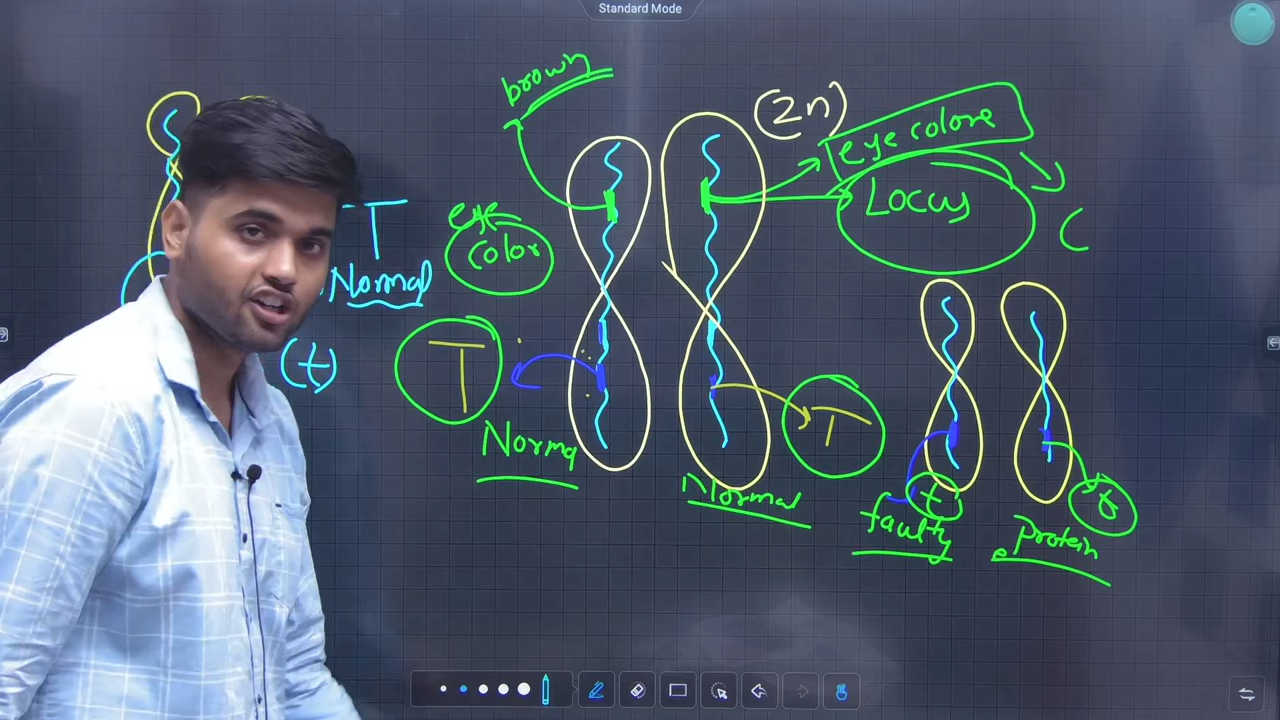 Standard Mode
brown
(2n)
eye colore
Locus
C
eye
color
T
Normal
(t)
T
Norma
T
Normal
t
faulty
t
Protein